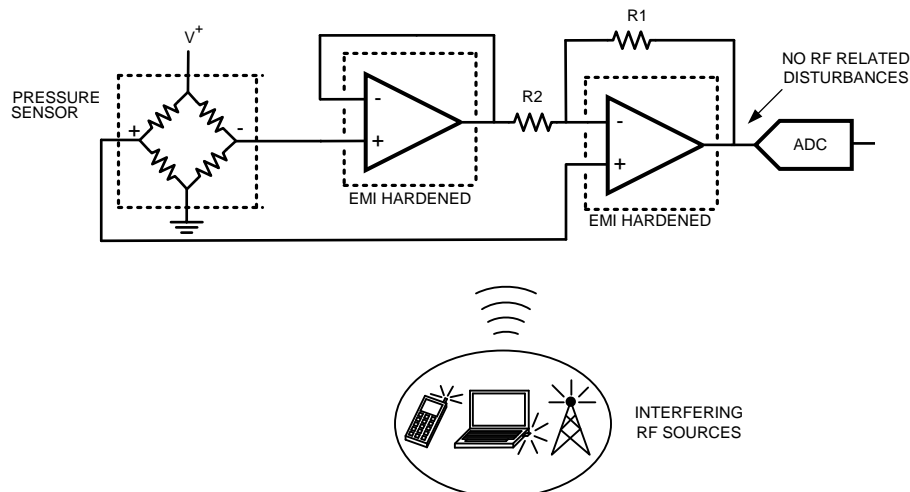 R1
V+
NO RF RELATED
DISTURBANCES
PRESSURE
SENSOR
+
-
-
+
R2
-
+
ADC
EMI HARDENED
EMI HARDENED
INTERFERING
RF SOURCES